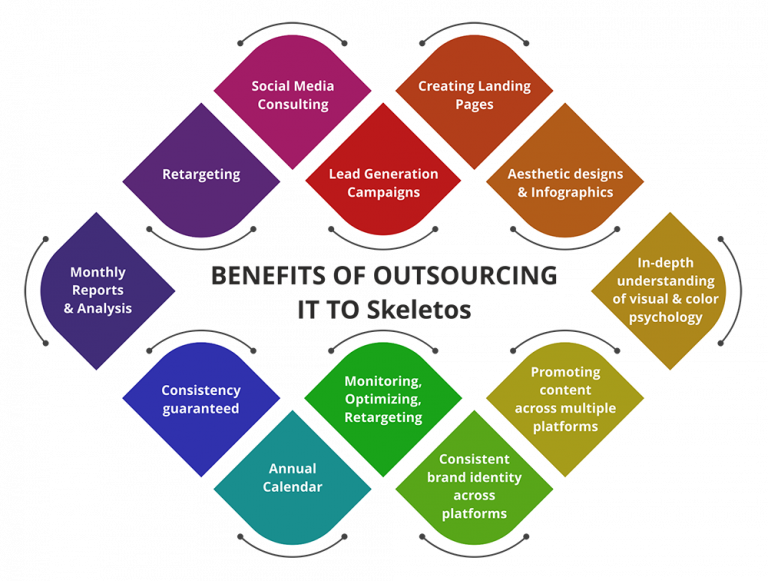 Social Media
Consulting
Creating Landing
Pages
Retargeting
Lead Generation
Campaigns
Aesthetic designs
& Infographics
Monthly
Reports
& Analysis
BENEFITS OF OUTSOURCING
IT TO Skeletos
In-depth
understanding
of visual & color
psychology
Consistency
guaranteed
Monitoring,
Optimizing,
Retargeting
Promoting
content
across multiple
platforms
Annual
Calendar
Consistent
brand identity
across
platforms